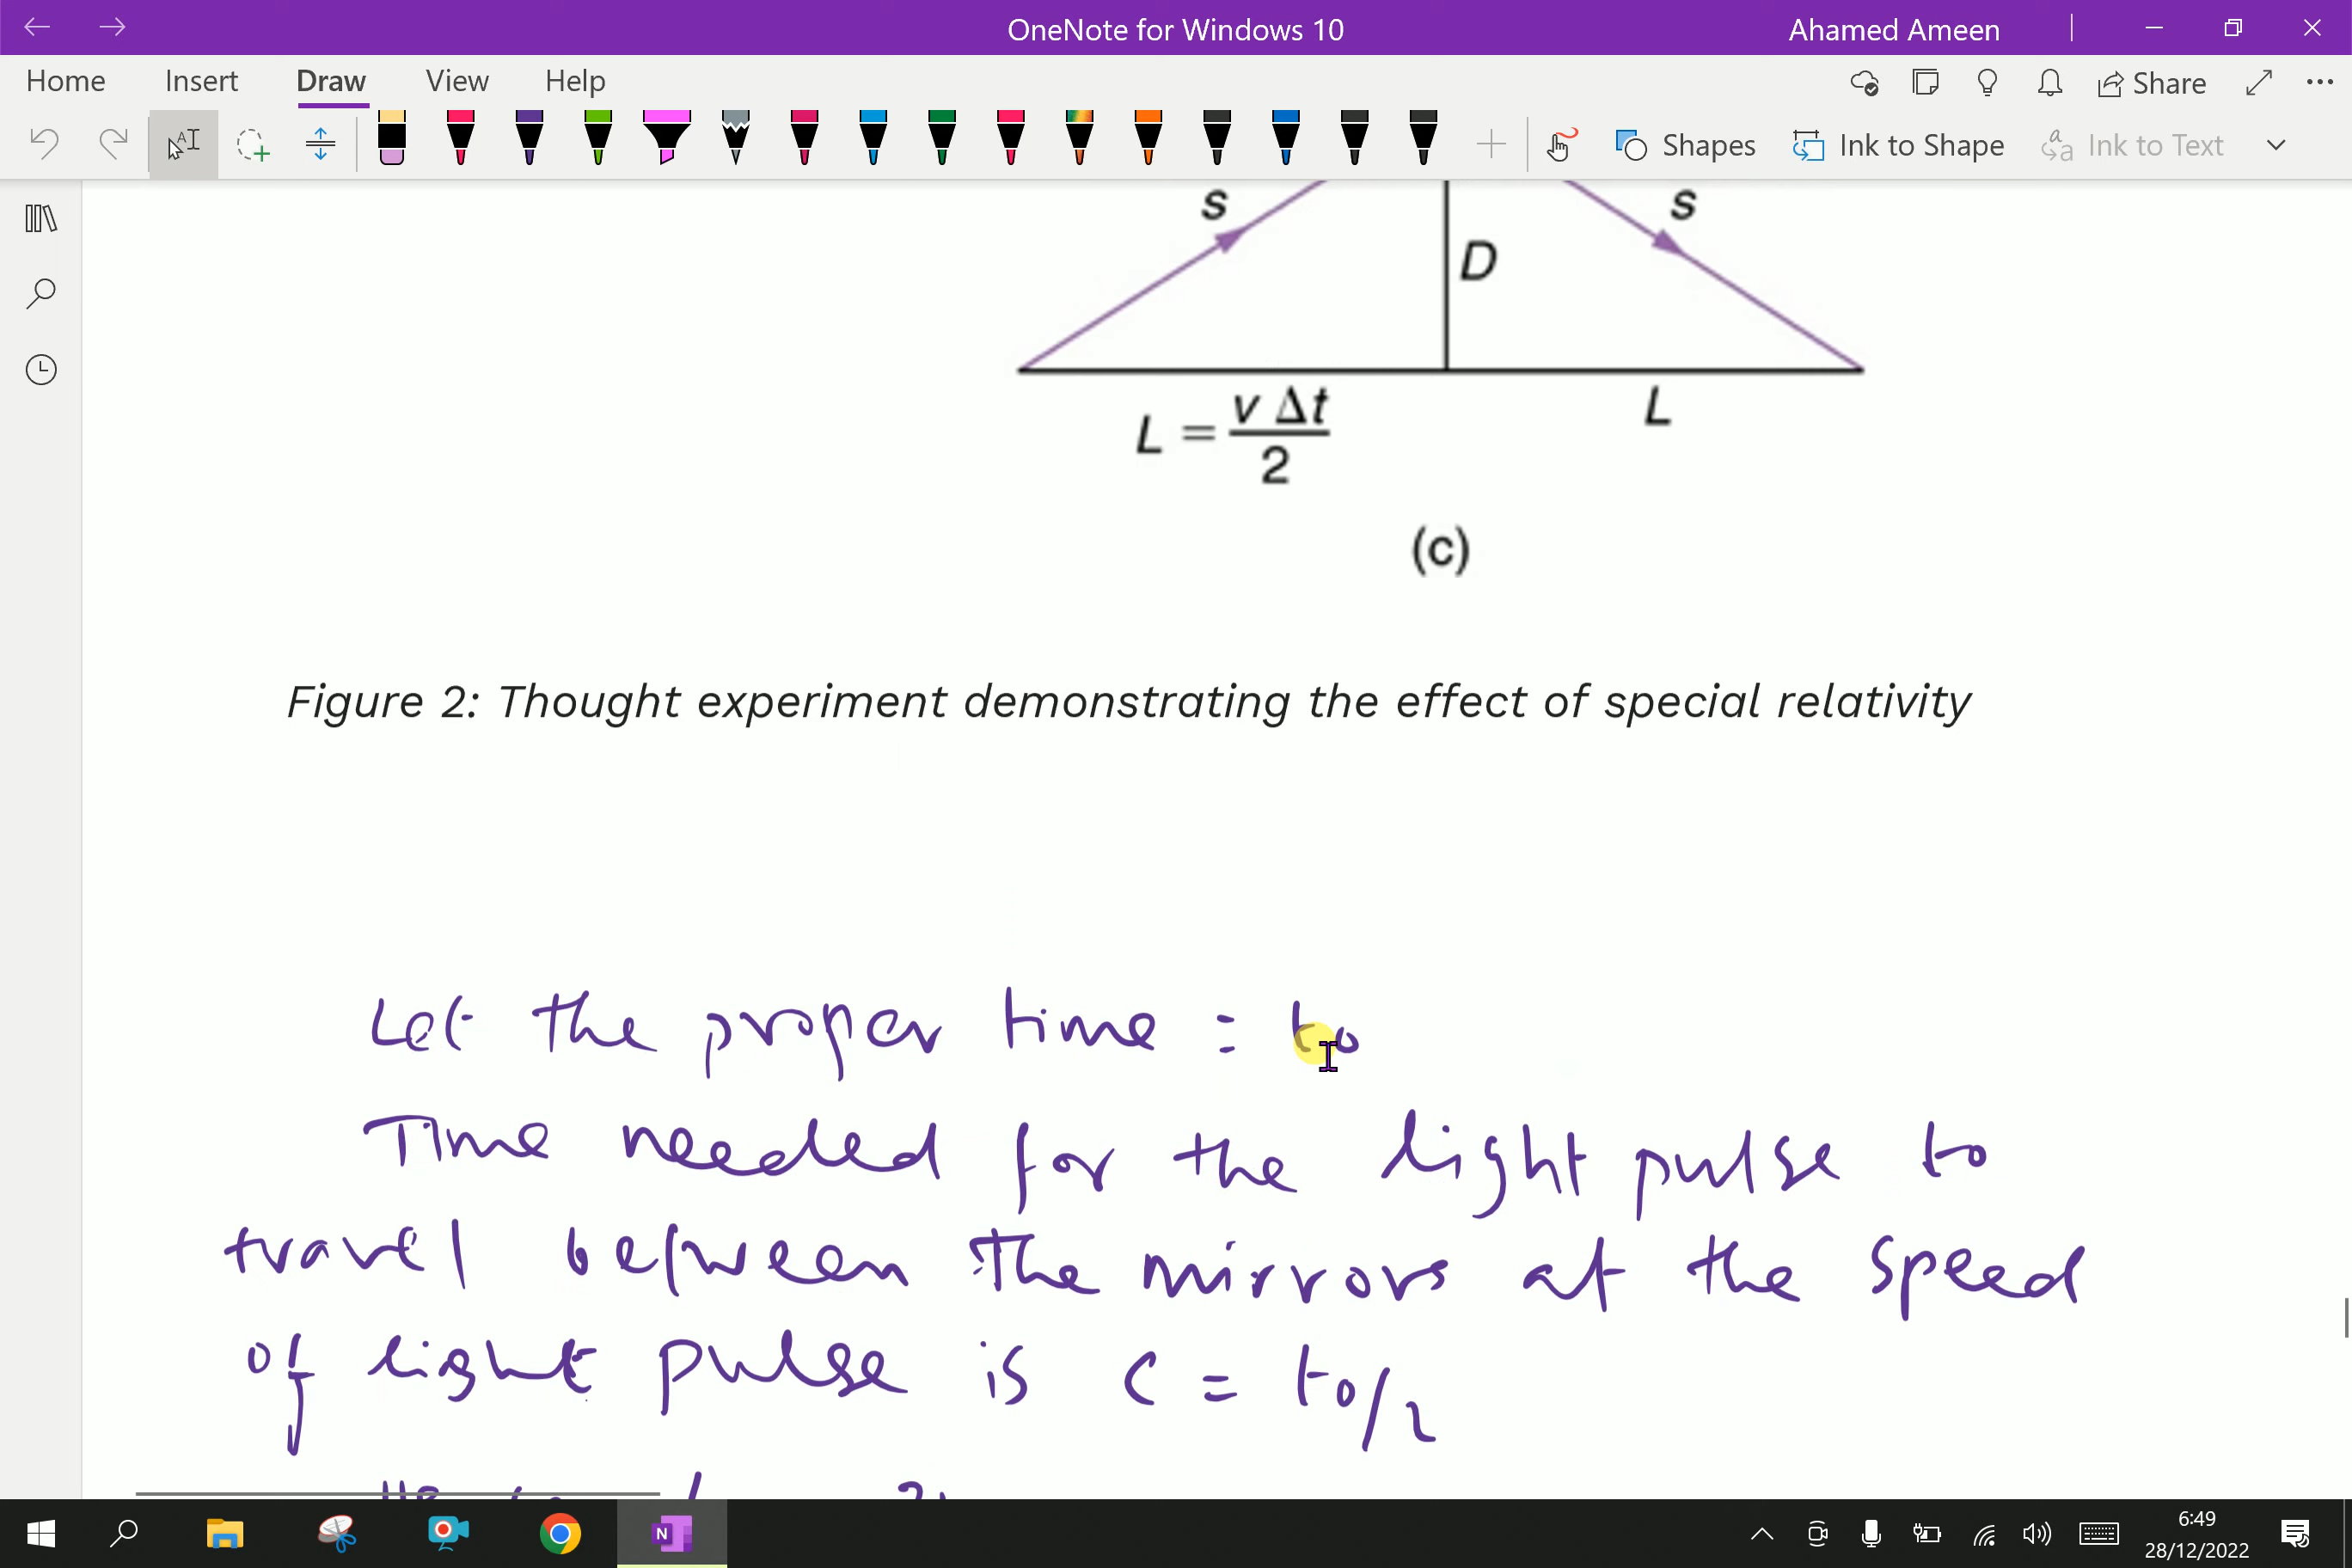 OneNote for Windows 10
Ahamed Ameen
Home Insert Draw View Help
Share
Shapes Ink to Shape Ink to Text
s s
D
L = v Δt / 2
L
(c)
Figure 2: Thought experiment demonstrating the effect of special relativity
Let the proper time = to
Time needed for the light pulse to
travel between the mirrors at the speed
of light pulse is c = to/2
6:49
28/12/2022